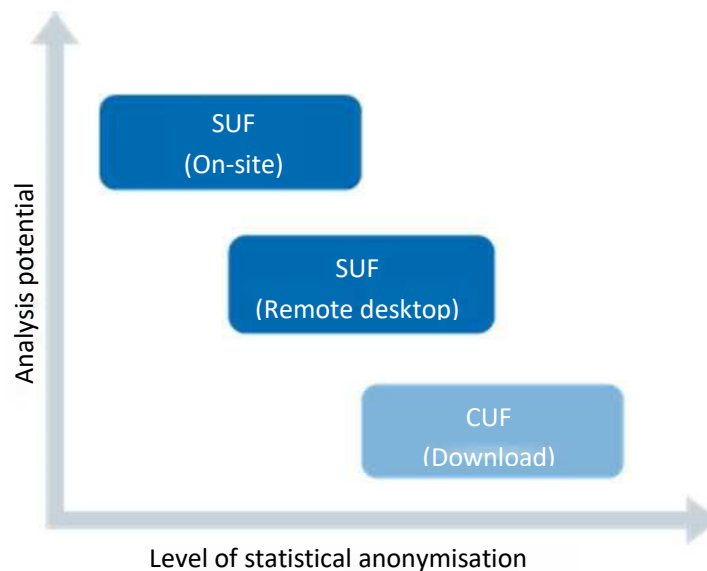 SUF
(On-site)
SUF
(Remote desktop)
CUF
(Download)
Analysis potential
Level of statistical anonymisation